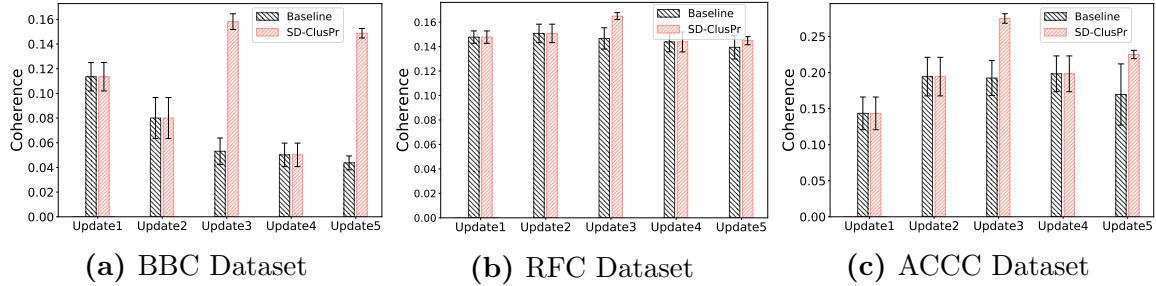 Coherence
0.16
0.14
0.12
0.10
0.08
0.06
0.04
0.02
0.00
Baseline
SD-ClusPr
Update1 Update2 Update3 Update4 Update5
(a) BBC Dataset
Coherence
0.16
0.14
0.12
0.10
0.08
0.06
0.04
0.02
0.00
Baseline
SD-ClusPr
Update1 Update2 Update3 Update4 Update5
(b) RFC Dataset
Coherence
0.25
0.20
0.15
0.10
0.05
0.00
Baseline
SD-ClusPr
Update1 Update2 Update3 Update4 Update5
(c) ACCC Dataset